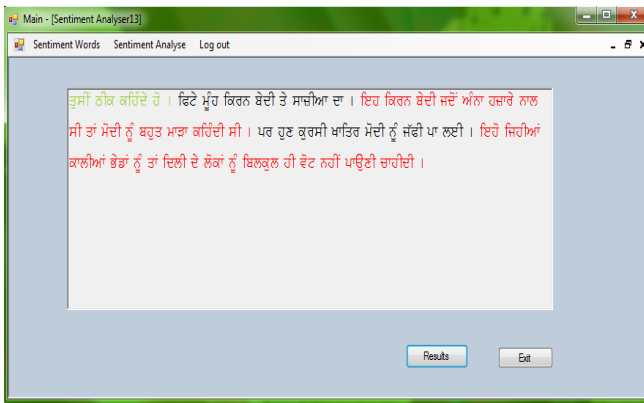 Main - [Sentiment Analyser13]
Sentiment Words Sentiment Analyse Log out
ਤੁਸੀਂ ਠੀਕ ਕਹਿੰਦੇ ਹੋ । ਫਿਟੇ ਮੂੰਹ ਕਿਰਨ ਬੇਦੀ ਤੇ ਸਾਜ਼ੀਆ ਦਾ । ਇਹ ਕਿਰਨ ਬੇਦੀ ਜਦੋਂ ਅੰਨਾ ਹਜ਼ਾਰੇ ਨਾਲ
ਸੀ ਤਾਂ ਮੋਦੀ ਨੂੰ ਬਹੁਤ ਮਾੜਾ ਕਹਿੰਦੀ ਸੀ । ਪਰ ਹੁਣ ਕੁਰਸੀ ਖਾਤਿਰ ਮੋਦੀ ਨੂੰ ਜੱਫੀ ਪਾ ਲਈ । ਇਹੋ ਜਿਹੀਆਂ
ਕਾਲੀਆਂ ਭੇਡਾਂ ਨੂੰ ਤਾਂ ਦਿਲੀ ਦੇ ਲੋਕਾਂ ਨੂੰ ਬਿਲਕੁਲ ਹੀ ਵੋਟ ਨਹੀਂ ਪਾਉਣੀ ਚਾਹੀਦੀ ।
Results Exit